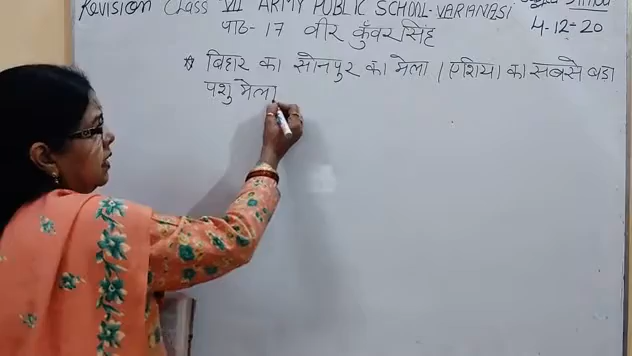 Revision Class VII ARMY PUBLIC SCHOOL-VARANASI
पाठ- 17 वीर कुँवर सिंह
4-12-20
* बिहार का सोनपुर का मेला (एशिया का सबसे बडा
पशु मेला